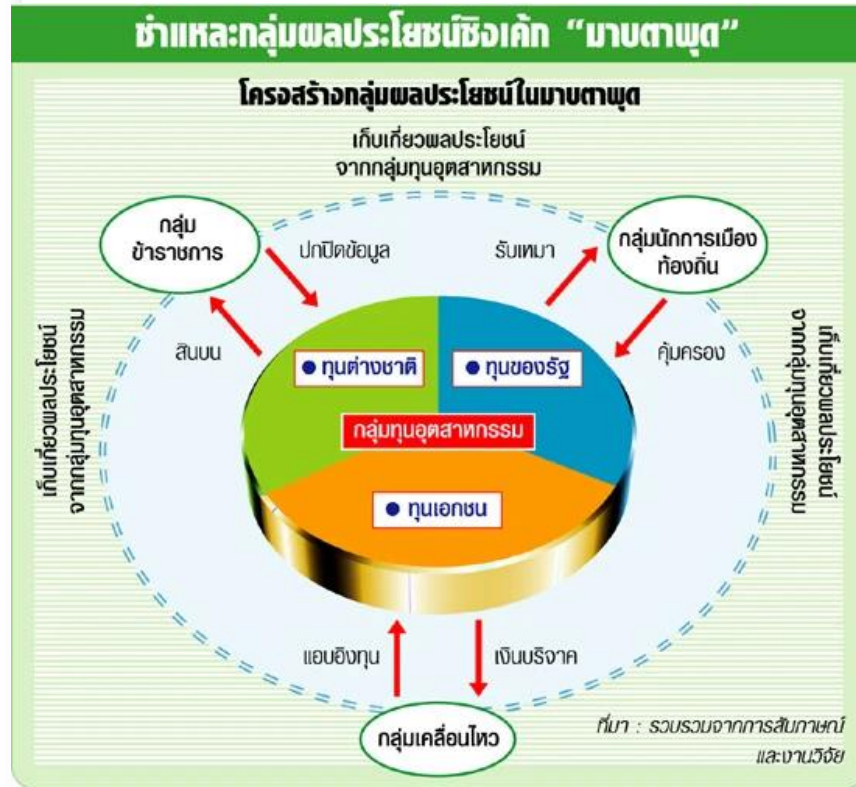 ชำแหละกลุ่มผลประโยชน์ชิงเค้ก “มาบตาพุด”
โครงสร้างกลุ่มผลประโยชน์ในมาบตาพุด
เก็บเกี่ยวผลประโยชน์
จากกลุ่มทุนอุตสาหกรรม
กลุ่ม
ข้าราชการ
ปกปิดข้อมูล
รับเหมา
กลุ่มนักการเมือง
ท้องถิ่น
สินบน
คุ้มครอง
เก็บเกี่ยวผลประโยชน์
จากกลุ่มทุนอุตสาหกรรม
• ทุนต่างชาติ
• ทุนของรัฐ
เก็บเกี่ยวผลประโยชน์
จากกลุ่มทุนอุตสาหกรรม
กลุ่มทุนอุตสาหกรรม
• ทุนเอกชน
แอบอิงทุน
เงินบริจาค
กลุ่มเคลื่อนไหว
ที่มา : รวบรวมจากการสัมภาษณ์
และงานวิจัย